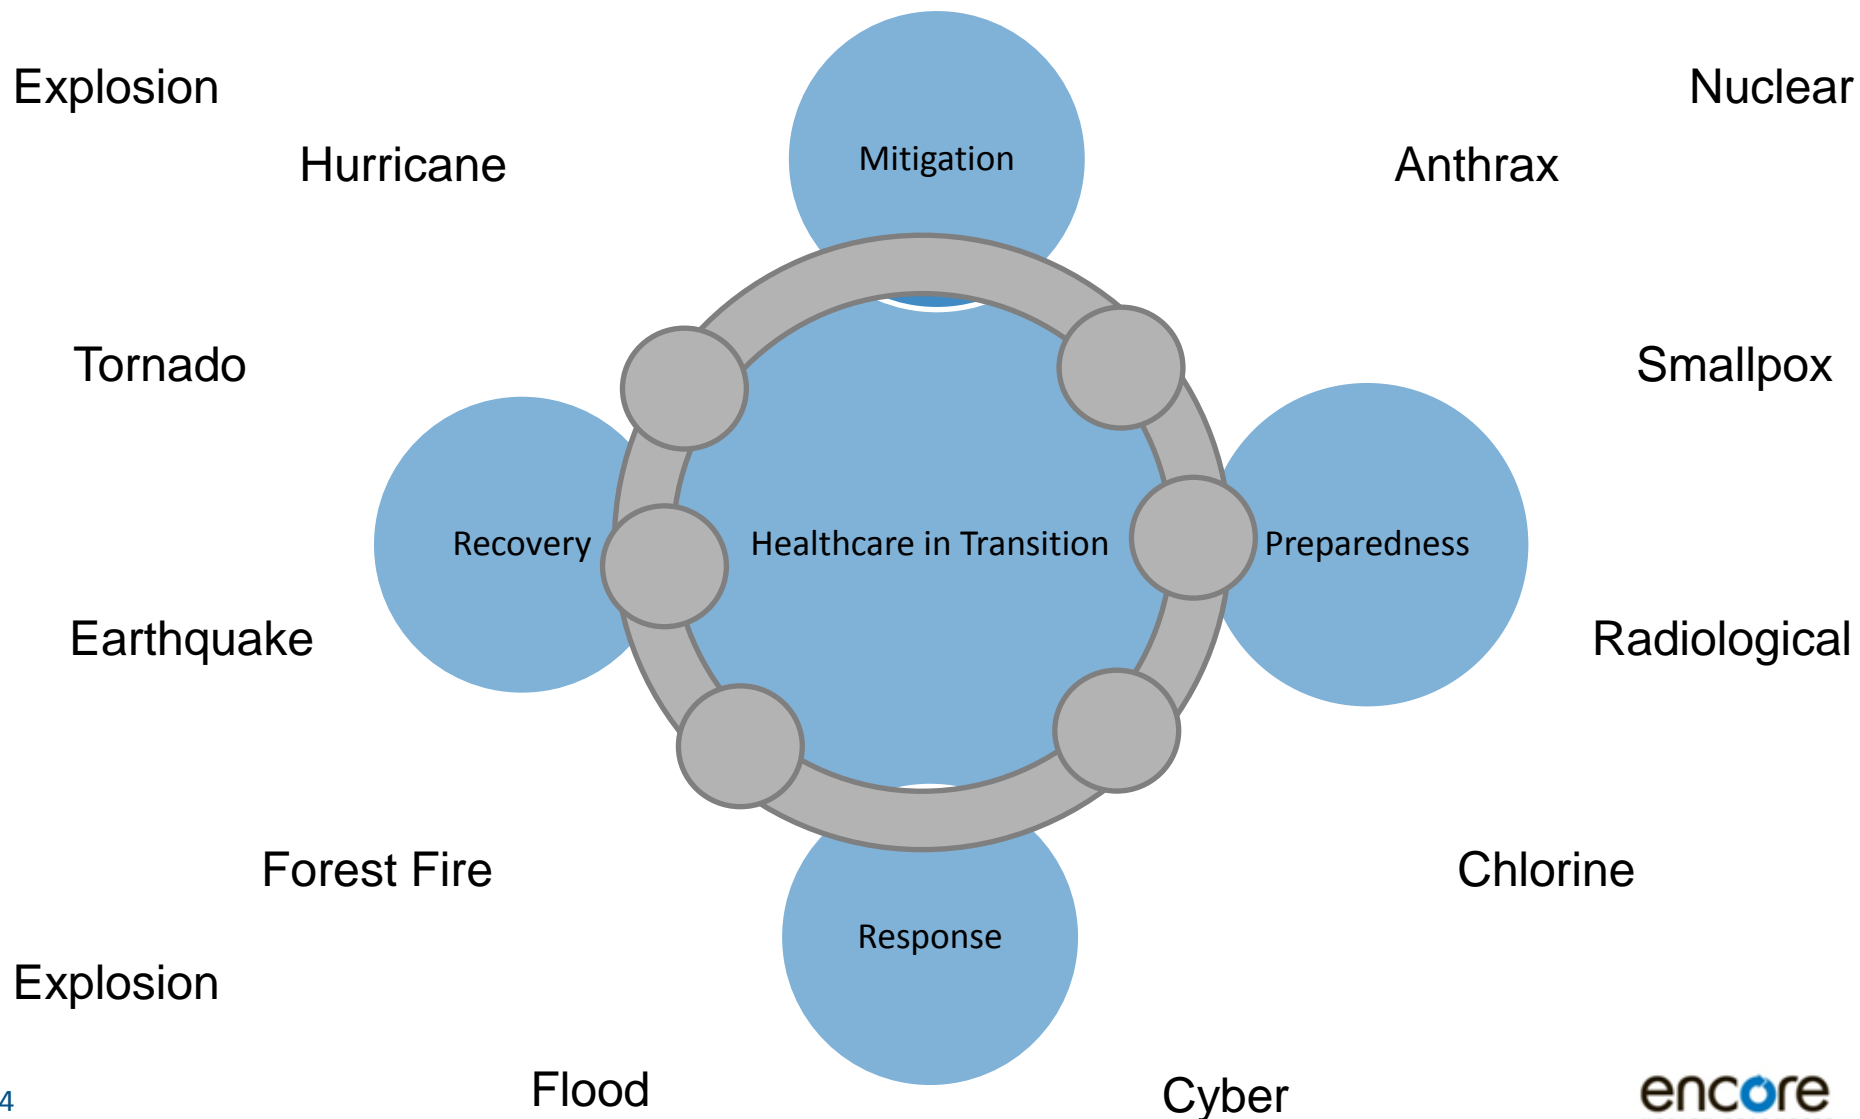 Explosion
Nuclear
Hurricane
Mitigation
Anthrax
Tornado
Smallpox
Recovery
Healthcare in Transition
Preparedness
Earthquake
Radiological
Forest Fire
Chlorine
Response
Explosion
Flood
Cyber
4
encore